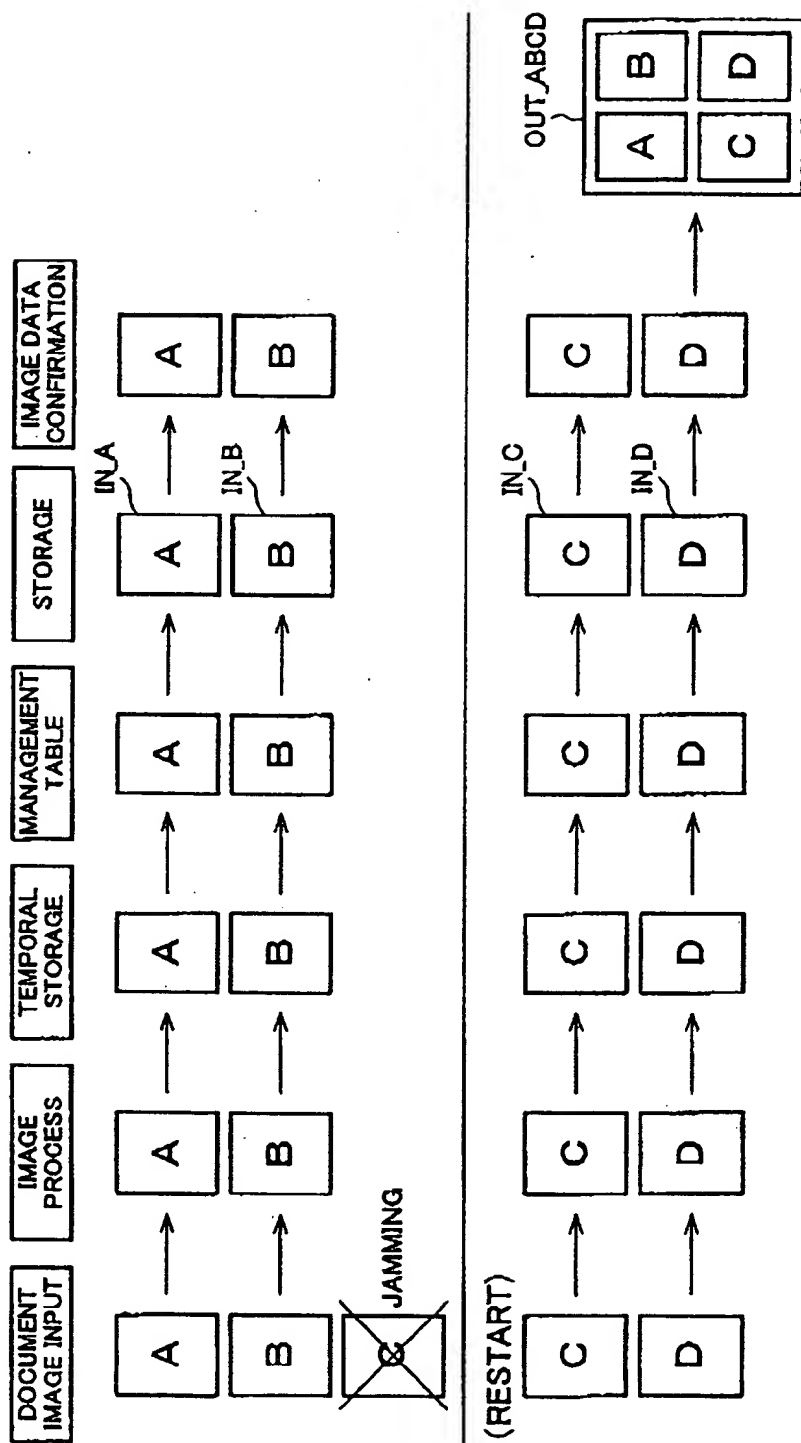 DOCUMENT
IMAGE INPUT
IMAGE
PROCESS
TEMPORAL
STORAGE
MANAGEMENT
TABLE
STORAGE
IMAGE DATA
CONFIRMATION
A
A
A
A
A
A
IN_A
B
B
B
B
B
B
IN_B
C
JAMMING
(RESTART)
C
C
C
C
C
C
IN_C
D
D
D
D
D
D
IN_D
OUT_ABCD
A
B
C
D